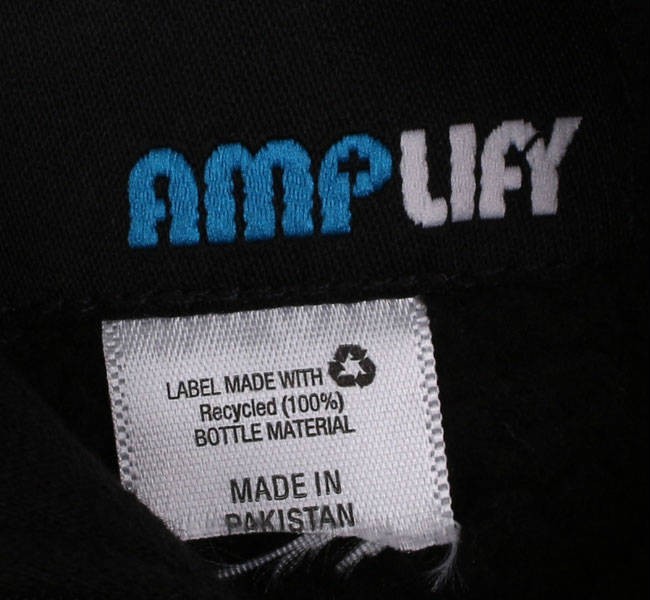 AMPLIFY
LABEL MADE WITH
Recycled (100%)
BOTTLE MATERIAL
MADE IN
PAKISTAN